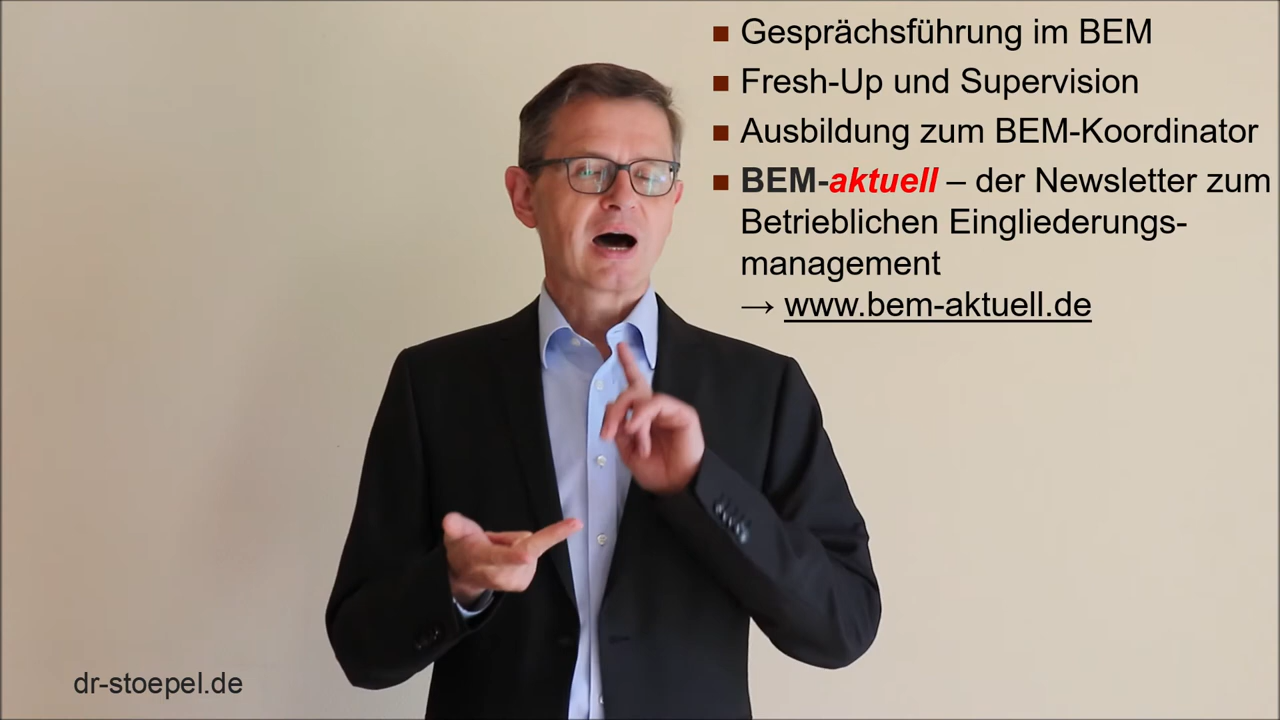 Gesprächsführung im BEM
Fresh-Up und Supervision
Ausbildung zum BEM-Koordinator
BEM-aktuell – der Newsletter zum
Betrieblichen Eingliederungs-
management
→ www.bem-aktuell.de
dr-stoepel.de